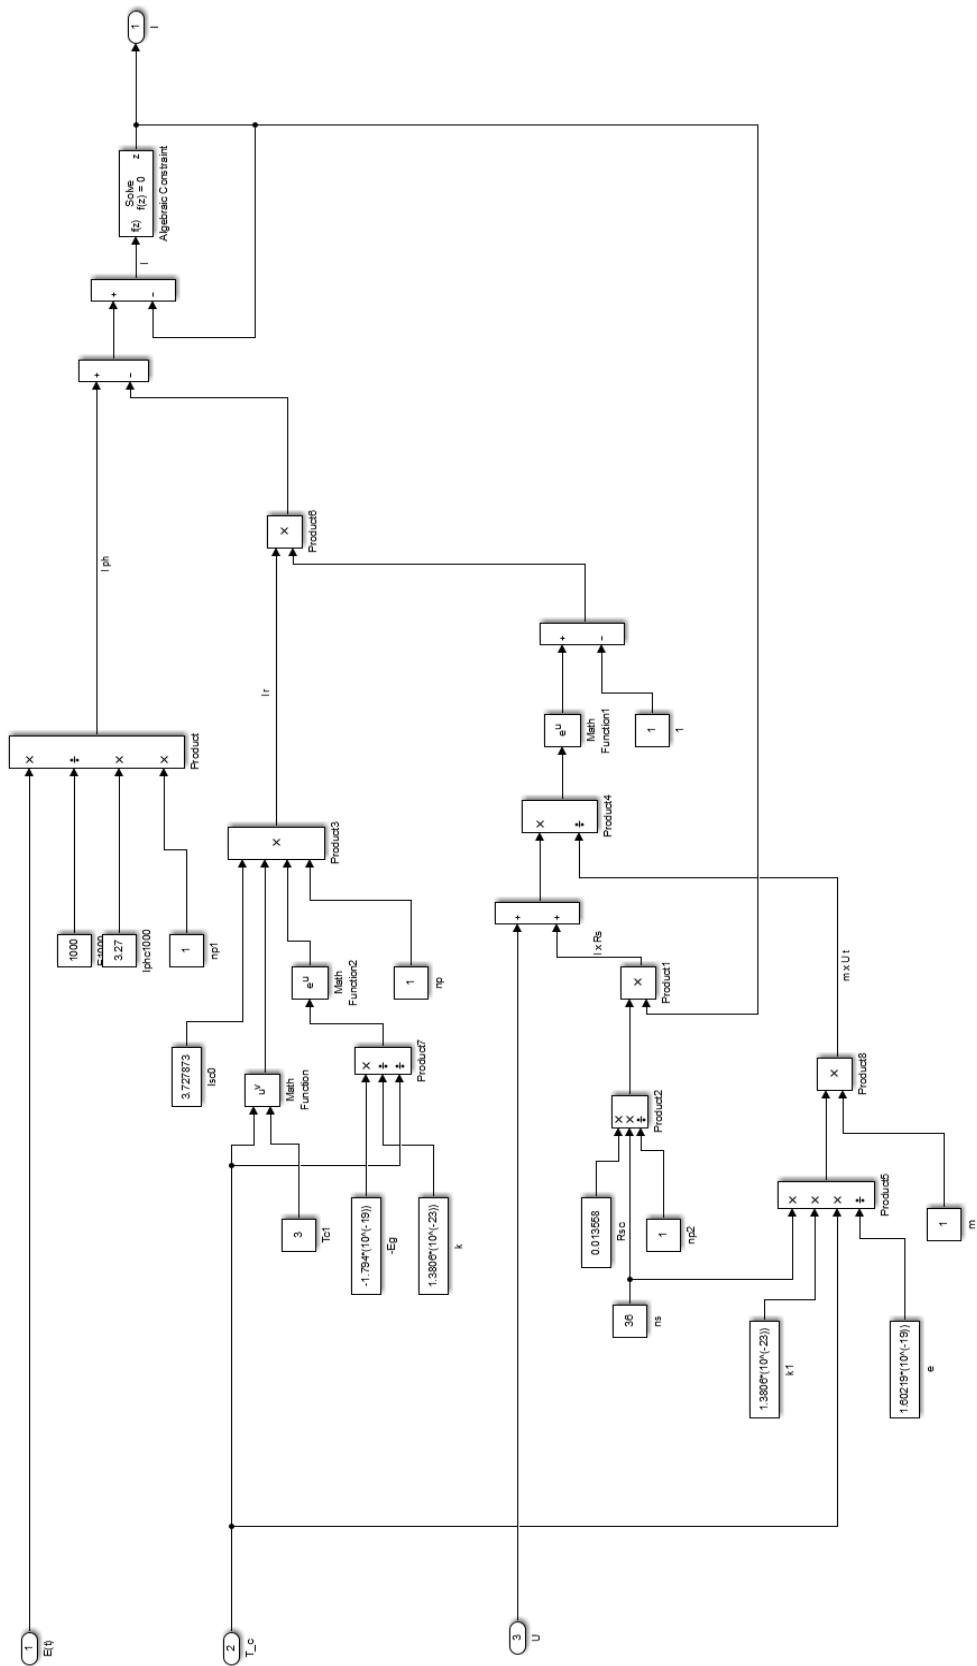 1
E(t)
2
T_c
3
U
1000
E1000
3.27
Iphc1000
1
np1
×
÷
×
×
Product
I ph
3.727873
Isc0
3
Tc1
u^v
Math
Function
-1.794*(10^(-19))
-Eg
1.3806*(10^(-23))
k
×
÷
÷
Product7
e^u
Math
Function2
1
np
×
Product3
I r
×
Product6
36
ns
0.013558
Rsc
1
np2
×
×
÷
Product2
×
Product1
I x Rs
+
+
1.3806*(10^(-23))
k1
1.60219*(10^(-19))
e
×
×
×
÷
Product5
1
m
×
Product8
m x U t
×
÷
Product4
e^u
Math
Function1
1
1
+
-
+
-
+
-
I
f(z)
Solve
f(z) = 0
z
Algebraic Constraint
1
I